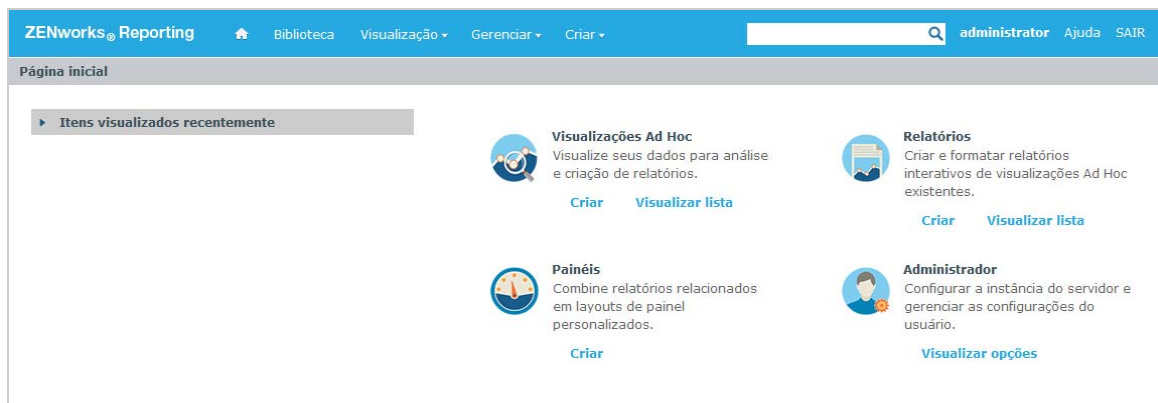 ZENworks® Reporting Biblioteca Visualização Gerenciar Criar administrator Ajuda SAIR
Página inicial
Itens visualizados recentemente
Visualizações Ad Hoc
Visualize seus dados para análise
e criação de relatórios.
Criar Visualizar lista
Relatórios
Criar e formatar relatórios
interativos de visualizações Ad Hoc
existentes.
Criar Visualizar lista
Painéis
Combine relatórios relacionados
em layouts de painel
personalizados.
Criar
Administrador
Configurar a instância do servidor e
gerenciar as configurações do
usuário.
Visualizar opções